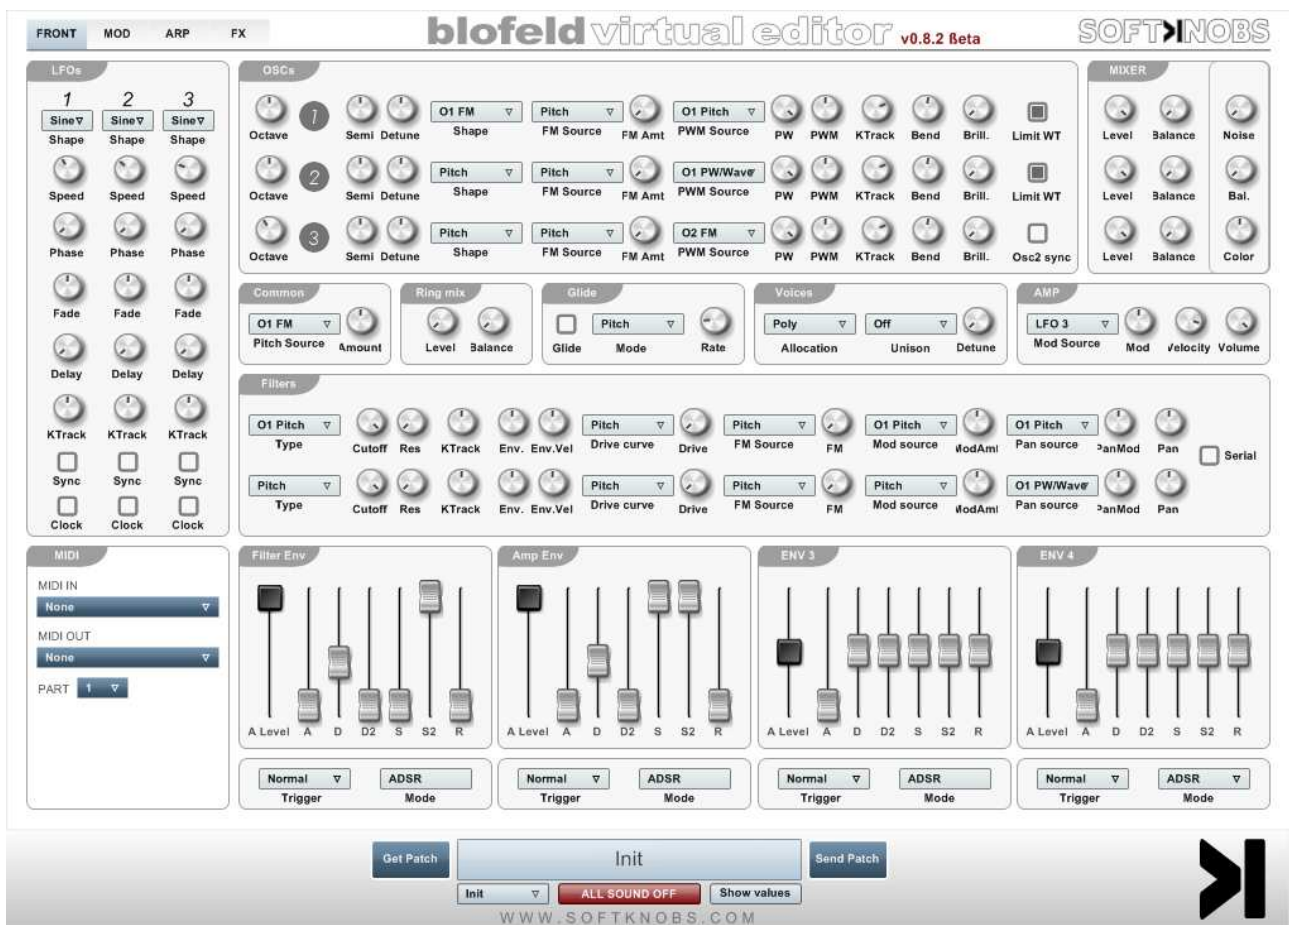 FRONT MOD ARP FX
blofeld virtual editor v0.8.2 ßeta
SOFTKNOBS
LFOs
1 2 3
Sine Sine Sine
Shape Shape Shape
Speed Speed Speed
Phase Phase Phase
Fade Fade Fade
Delay Delay Delay
KTrack KTrack KTrack
Sync Sync Sync
Clock Clock Clock
OSCs
1 O1 FM Pitch O1 Pitch
Octave Semi Detune Shape FM Source FM Amt PWM Source PW PWM KTrack Bend Brill. Limit WT
2 Pitch Pitch O1 PW/Wave
Octave Semi Detune Shape FM Source FM Amt PWM Source PW PWM KTrack Bend Brill. Limit WT
3 Pitch Pitch O2 FM
Octave Semi Detune Shape FM Source FM Amt PWM Source PW PWM KTrack Bend Brill. Osc2 sync
MIXER
Level Balance Noise
Level Balance Bal.
Level Balance Color
Common
O1 FM
Pitch Source Amount
Ring mix
Level Balance
Glide
Pitch
Glide Mode Rate
Voices
Poly Off
Allocation Unison Detune
AMP
LFO 3
Mod Source Mod Velocity Volume
Filters
O1 Pitch Pitch Pitch O1 Pitch O1 Pitch
Type Cutoff Res KTrack Env. Env.Vel Drive curve Drive FM Source FM Mod source ModAmt Pan source PanMod Pan
Serial
Pitch Pitch Pitch Pitch O1 PW/Wave
Type Cutoff Res KTrack Env. Env.Vel Drive curve Drive FM Source FM Mod source ModAmt Pan source PanMod Pan
MIDI
MIDI IN
None
MIDI OUT
None
PART 1
Filter Env
A Level A D D2 S S2 R
Normal ADSR
Trigger Mode
Amp Env
A Level A D D2 S S2 R
Normal ADSR
Trigger Mode
ENV 3
A Level A D D2 S S2 R
Normal ADSR
Trigger Mode
ENV 4
A Level A D D2 S S2 R
Normal ADSR
Trigger Mode
Get Patch Init Send Patch
Init ALL SOUND OFF Show values
WWW.SOFTKNOBS.COM